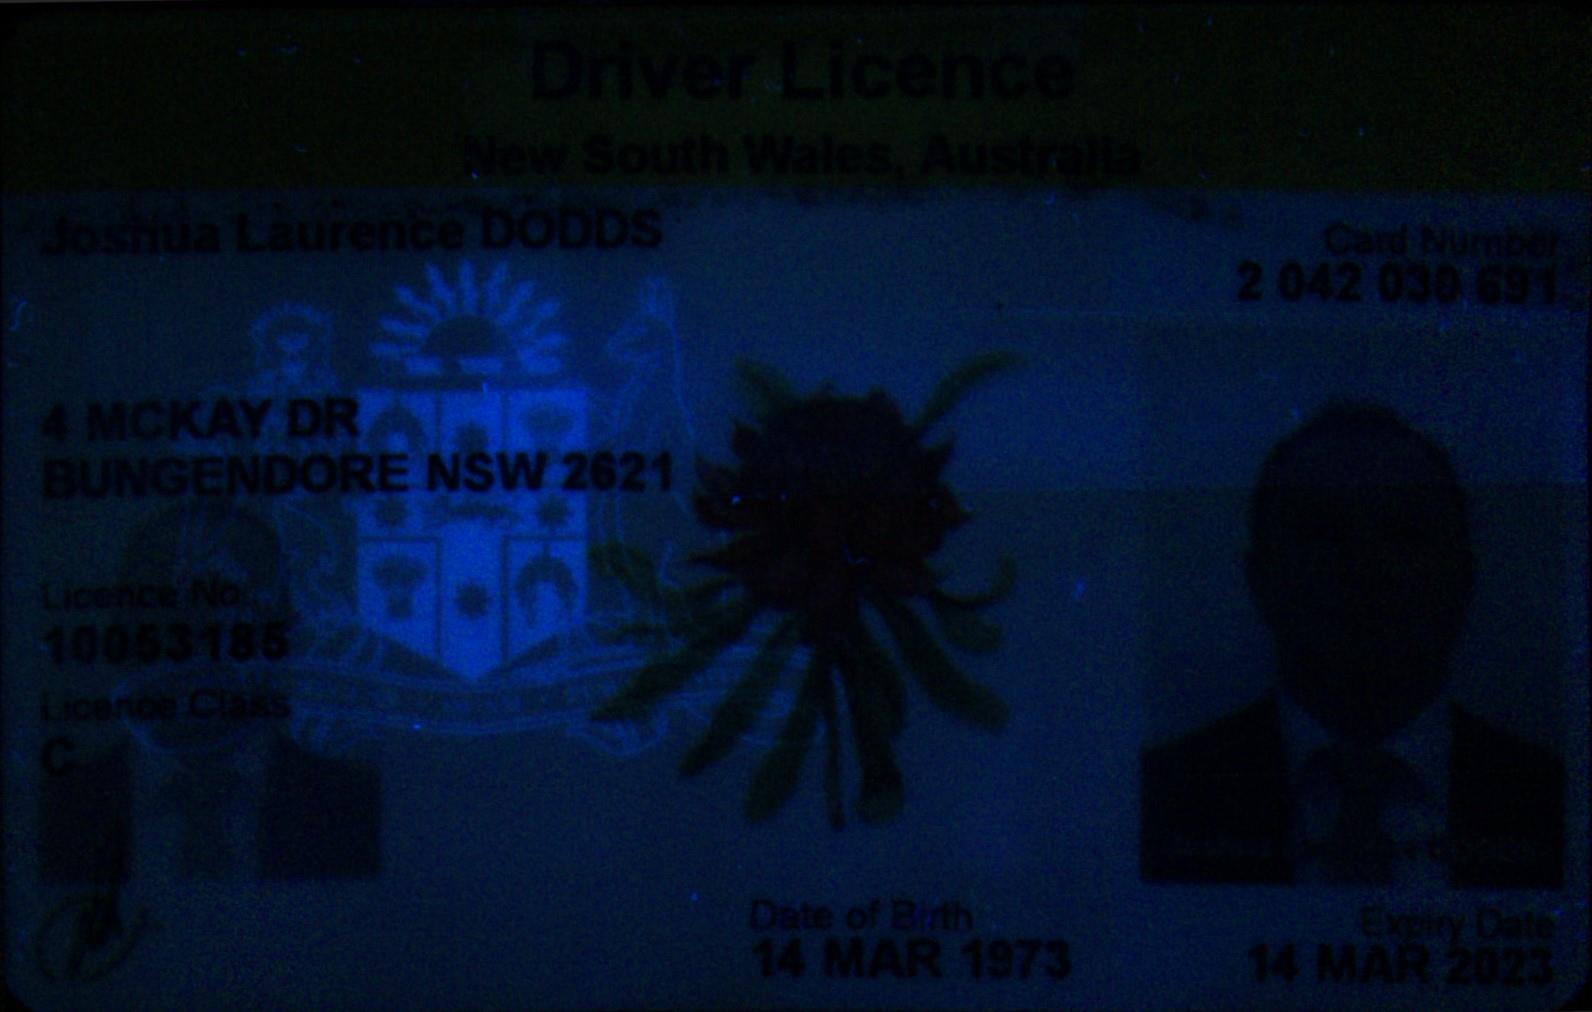 Driver Licence
New South Wales, Australia
Joshua Laurence DODDS
Card Number
2 042 030 691
4 MCKAY DR
BUNGENDORE NSW 2621
Licence No.
10053185
Licence Class
C
Date of Birth
14 MAR 1973
Expiry Date
14 MAR 2023